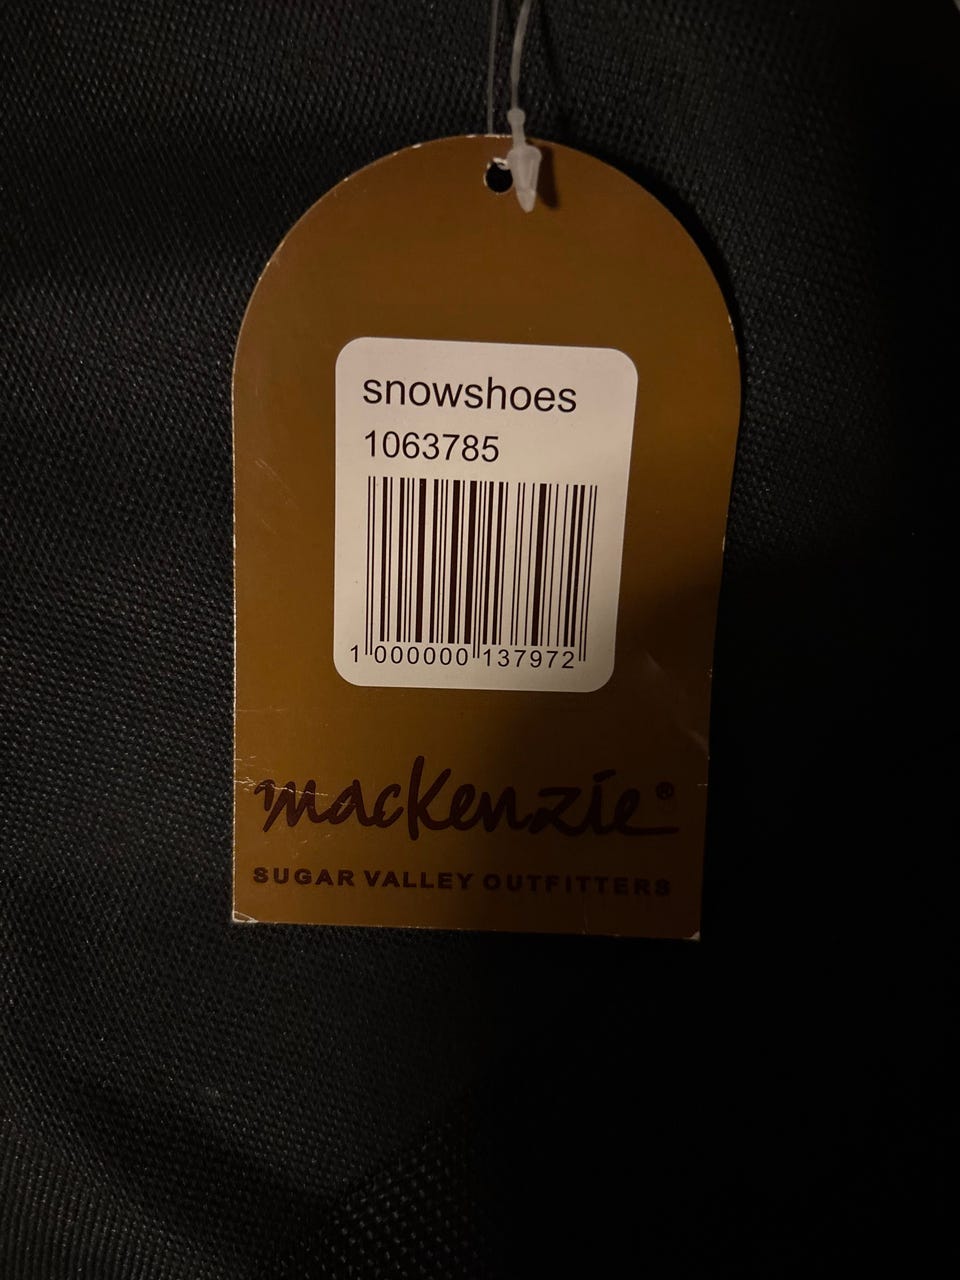 snowshoes
1063785
1 000000 137972
macKenzie®
SUGAR VALLEY OUTFITTERS